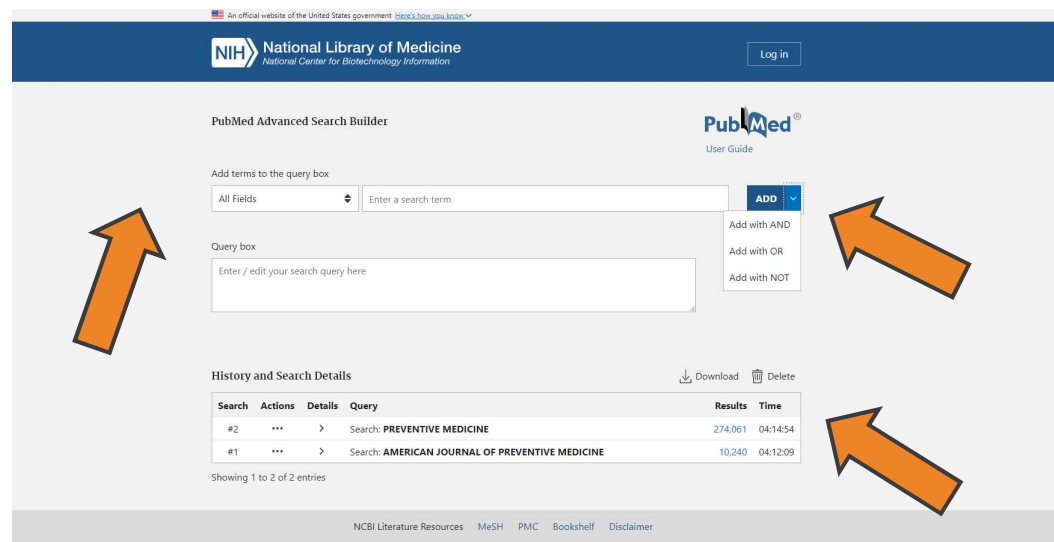 An official website of the United States government Here's how you know
NIH National Library of Medicine
National Center for Biotechnology Information
Log in
PubMed Advanced Search Builder
PubMed®
User Guide
Add terms to the query box
All Fields Enter a search term ADD
Add with AND
Add with OR
Add with NOT
Query box
Enter / edit your search query here
History and Search Details Download Delete
Search Actions Details Query Results Time
#2 ••• > Search: PREVENTIVE MEDICINE 274,061 04:14:54
#1 ••• > Search: AMERICAN JOURNAL OF PREVENTIVE MEDICINE 10,240 04:12:09
Showing 1 to 2 of 2 entries
NCBI Literature Resources MeSH PMC Bookshelf Disclaimer